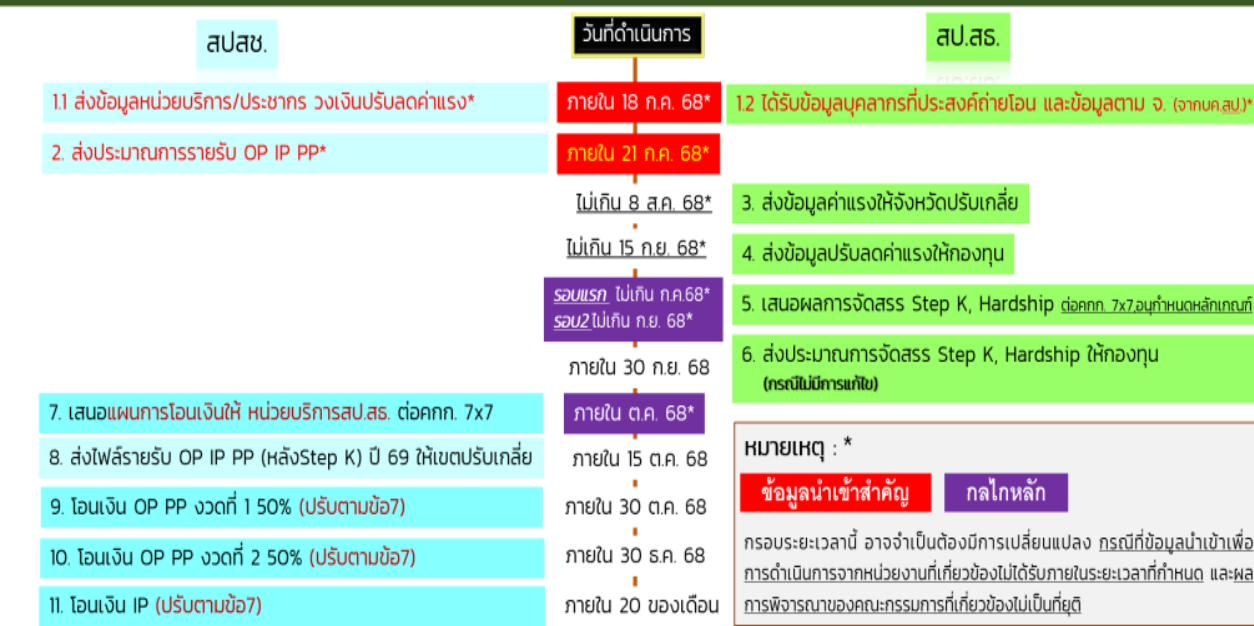 สปสช.
วันที่ดำเนินการ
สป.สธ.
1.1 ส่งข้อมูลหน่วยบริการ/ประชากร วงเงินปรับลดค่าแรง*
ภายใน 18 ก.ค. 68*
1.2 ได้รับข้อมูลบุคลากรที่ประสงค์ถ่ายโอน และข้อมูลตาม จ. (จากบค.สป.)*
2. ส่งประมาณการรายรับ OP IP PP*
ภายใน 21 ก.ค. 68*
ไม่เกิน 8 ส.ค. 68*
3. ส่งข้อมูลค่าแรงให้จังหวัดปรับเกลี่ย
ไม่เกิน 15 ก.ย. 68*
4. ส่งข้อมูลปรับลดค่าแรงให้กองทุน
รอบแรก ไม่เกิน ก.ค.68*
รอบ2 ไม่เกิน ก.ย. 68*
5. เสนอผลการจัดสรร Step K, Hardship ต่อคกก. 7x7,อนุกำหนดหลักเกณฑ์
ภายใน 30 ก.ย. 68
6. ส่งประมาณการจัดสรร Step K, Hardship ให้กองทุน
(กรณีไม่มีการแก้ไข)
7. เสนอแผนการโอนเงินให้ หน่วยบริการสป.สธ. ต่อคกก. 7x7
ภายใน ต.ค. 68*
8. ส่งไฟล์รายรับ OP IP PP (หลังStep K) ปี 69 ให้เขตปรับเกลี่ย
ภายใน 15 ต.ค. 68
9. โอนเงิน OP PP งวดที่ 1 50% (ปรับตามข้อ7)
ภายใน 30 ต.ค. 68
10. โอนเงิน OP PP งวดที่ 2 50% (ปรับตามข้อ7)
ภายใน 30 ธ.ค. 68
11. โอนเงิน IP (ปรับตามข้อ7)
ภายใน 20 ของเดือน
หมายเหตุ : *
ข้อมูลนำเข้าสำคัญ
กลไกหลัก
กรอบระยะเวลานี้ อาจจำเป็นต้องมีการเปลี่ยนแปลง กรณีที่ข้อมูลนำเข้าเพื่อ
การดำเนินการจากหน่วยงานที่เกี่ยวข้องไม่ได้รับภายในระยะเวลาที่กำหนด และผล
การพิจารณาของคณะกรรมการที่เกี่ยวข้องไม่เป็นที่ยุติ